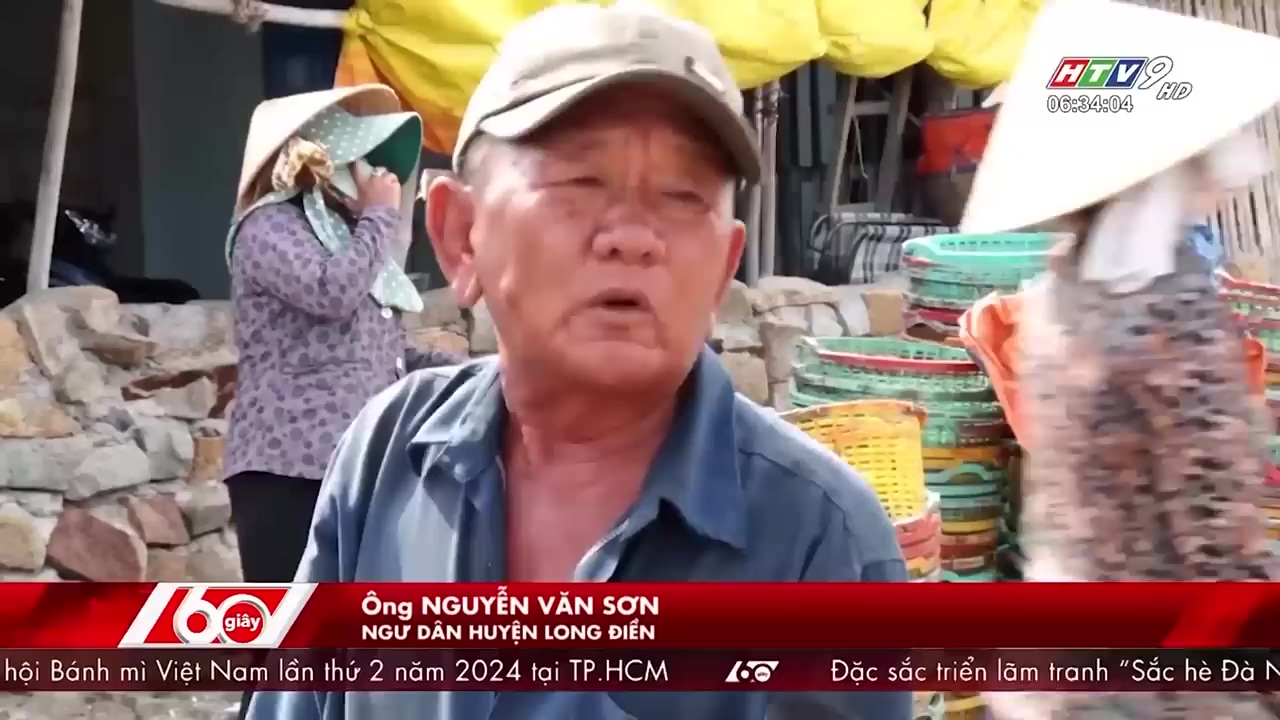 HTV9 HD
06:34:04
60 giây
Ông NGUYỄN VĂN SƠN
NGƯ DÂN HUYỆN LONG ĐIỀN
hội Bánh mì Việt Nam lần thứ 2 năm 2024 tại TP.HCM 60 Đặc sắc triển lãm tranh “Sắc hè Đà N